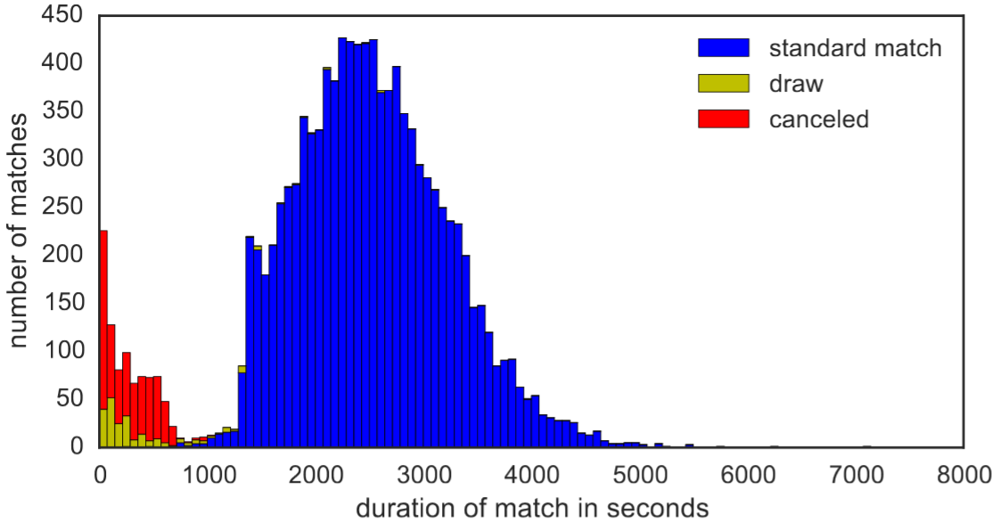 450
400
350
300
250
200
150
100
50
0
number of matches
standard match
draw
canceled
0 1000 2000 3000 4000 5000 6000 7000 8000
duration of match in seconds